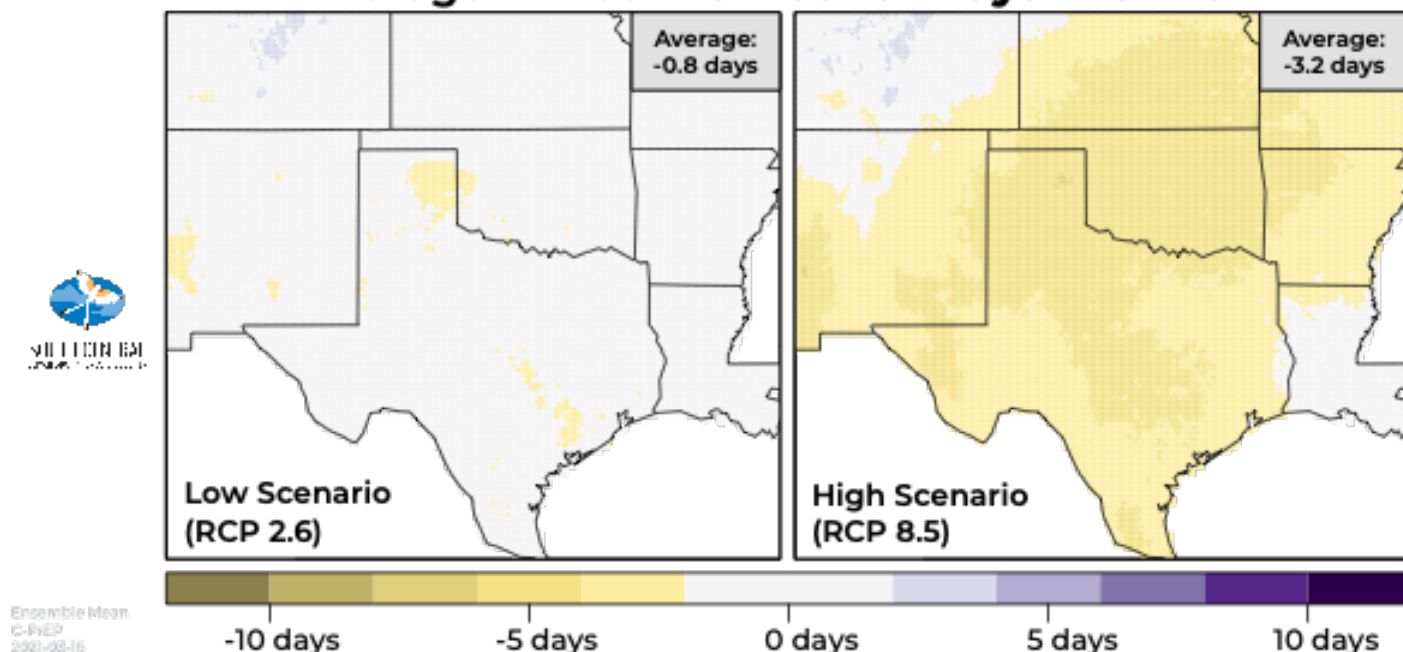 Average:
-0.8 days
Average:
-3.2 days
Low Scenario
(RCP 2.6)
High Scenario
(RCP 8.5)
Ensemble Mean
C-PrEP
-10 days
-5 days
0 days
5 days
10 days